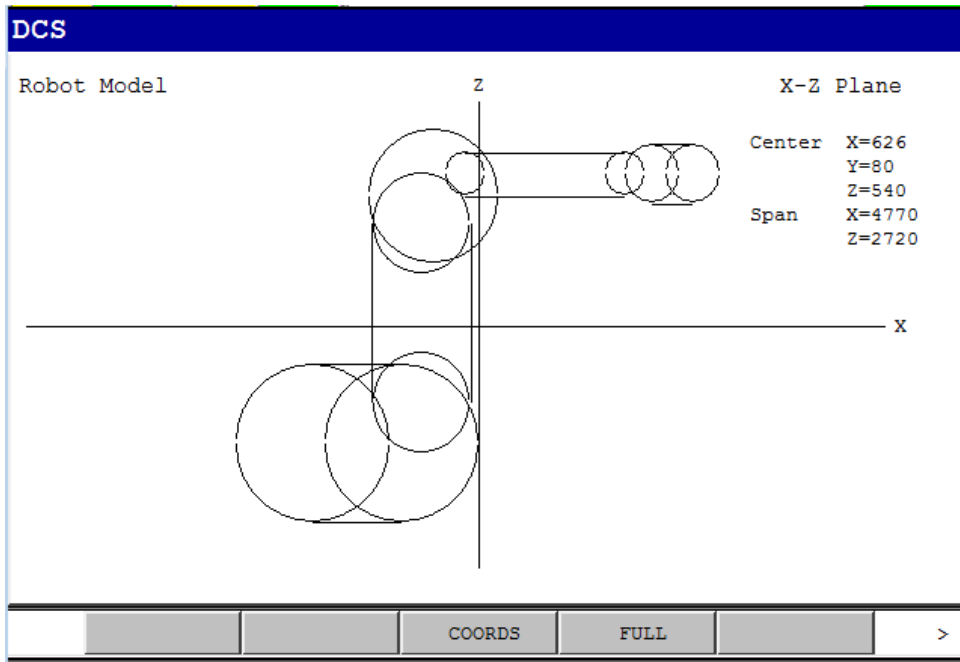 DCS
Robot Model
Z
X-Z Plane
Center X=626
Y=80
Z=540
Span X=4770
Z=2720
X
COORDS FULL >